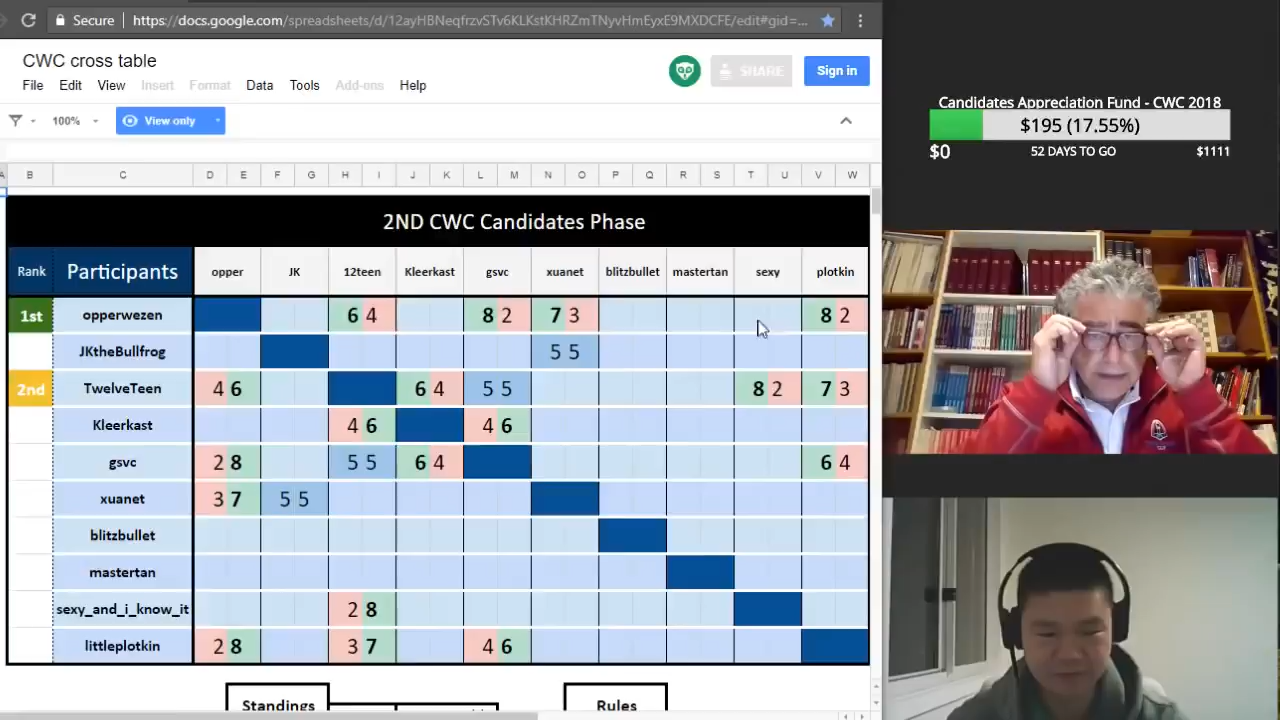 Secure https://docs.google.com/spreadsheets/d/12ayHBNeqfrzvSTv6KLKstKHRZmTNyvHmEyxE9MXDCFE/edit#gid=...
CWC cross table
SHARE
Sign in
File Edit View Insert Format Data Tools Add-ons Help
100% View only
A B C D E F G H I J K L M N O P Q R S T U V W
2ND CWC Candidates Phase
Rank Participants opper JK 12teen Kleerkast gsvc xuanet blitzbullet mastertan sexy plotkin
1st opperwezen 6 4 8 2 7 3 8 2
JKtheBullfrog 5 5
2nd TwelveTeen 4 6 6 4 5 5 8 2 7 3
Kleerkast 4 6 4 6
gsvc 2 8 5 5 6 4 6 4
xuanet 3 7 5 5
blitzbullet
mastertan
sexy_and_i_know_it 2 8
littleplotkin 2 8 3 7 4 6
Standings Rules
Candidates Appreciation Fund - CWC 2018
$195 (17.55%)
$0 52 DAYS TO GO $1111